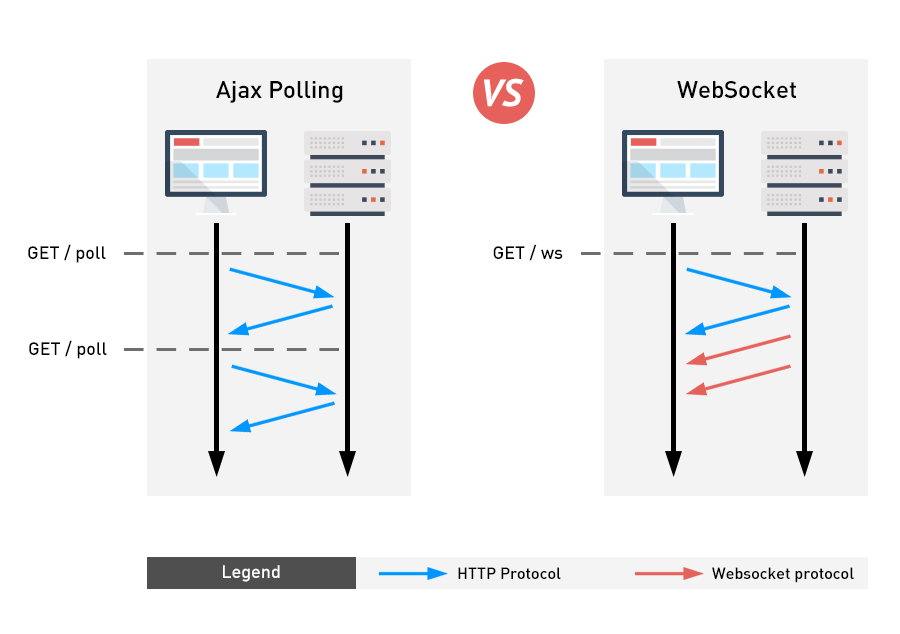 Ajax Polling
VS
WebSocket
GET / poll
GET / ws
GET / poll
Legend
HTTP Protocol
Websocket protocol